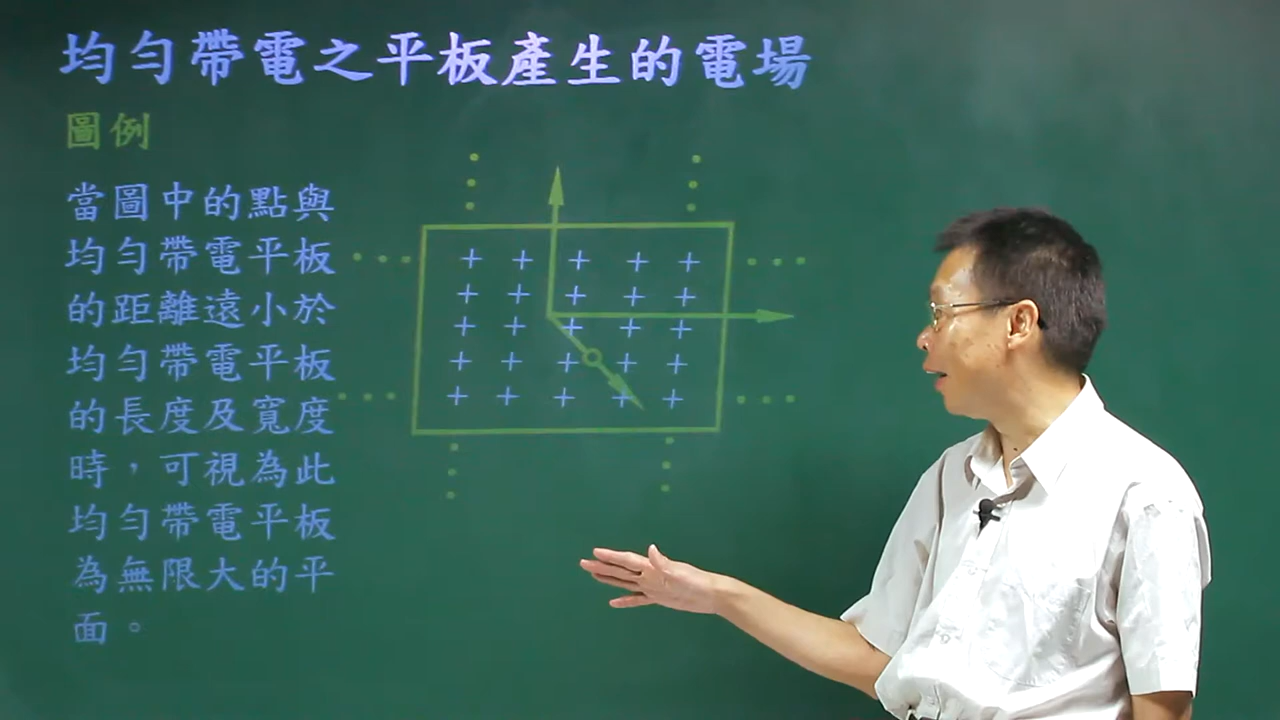 均勻帶電之平板產生的電場
圖例
當圖中的點與
均勻帶電平板
的距離遠小於
均勻帶電平板
的長度及寬度
時，可視為此
均勻帶電平板
為無限大的平
面。